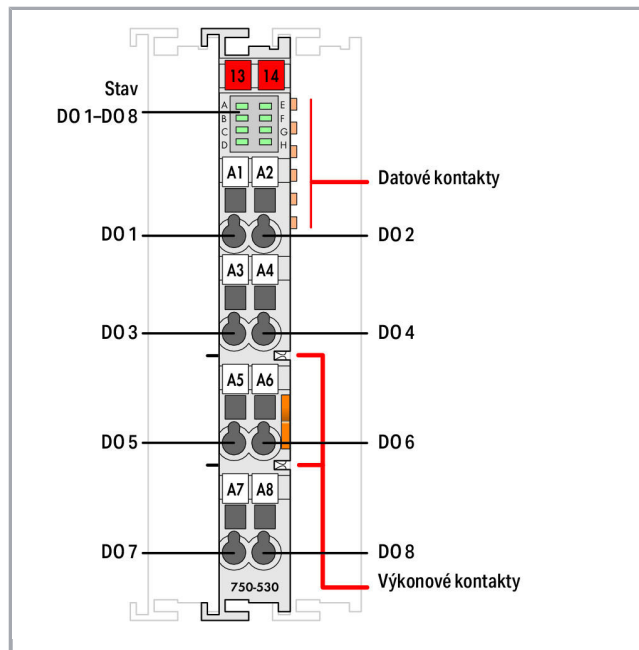 13 14
Stav
DO 1–DO 8
A E
B F
C G
D H
A1 A2
Datové kontakty
DO 1 DO 2
A3 A4
DO 3 DO 4
A5 A6
DO 5 DO 6
A7 A8
DO 7 DO 8
750-530 Výkonové kontakty